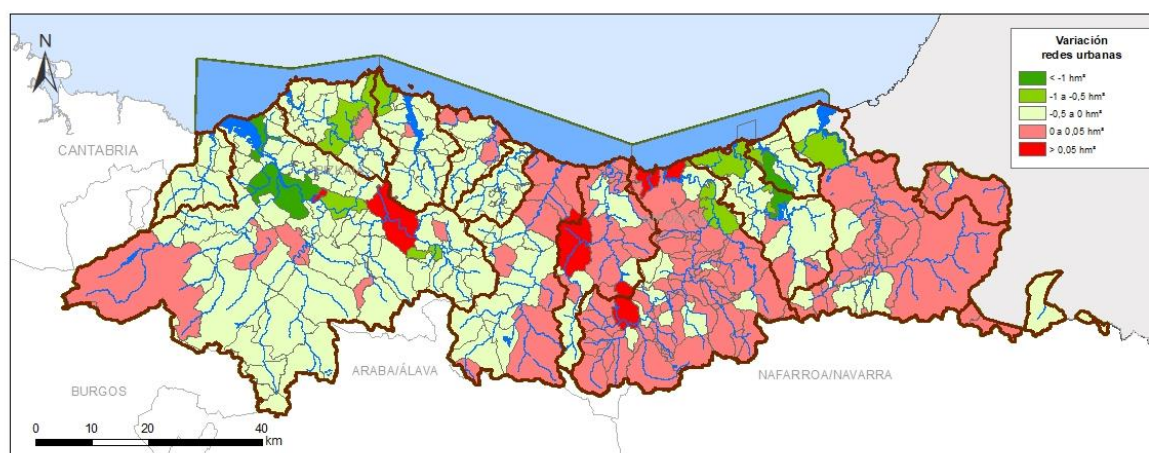 N
Variación
redes urbanas
< -1 hm³
-1 a -0,5 hm³
-0,5 a 0 hm³
0 a 0,05 hm³
> 0,05 hm³
CANTABRIA
BURGOS
ARABA/ÁLAVA
NAFARROA/NAVARRA
0 10 20 40
km